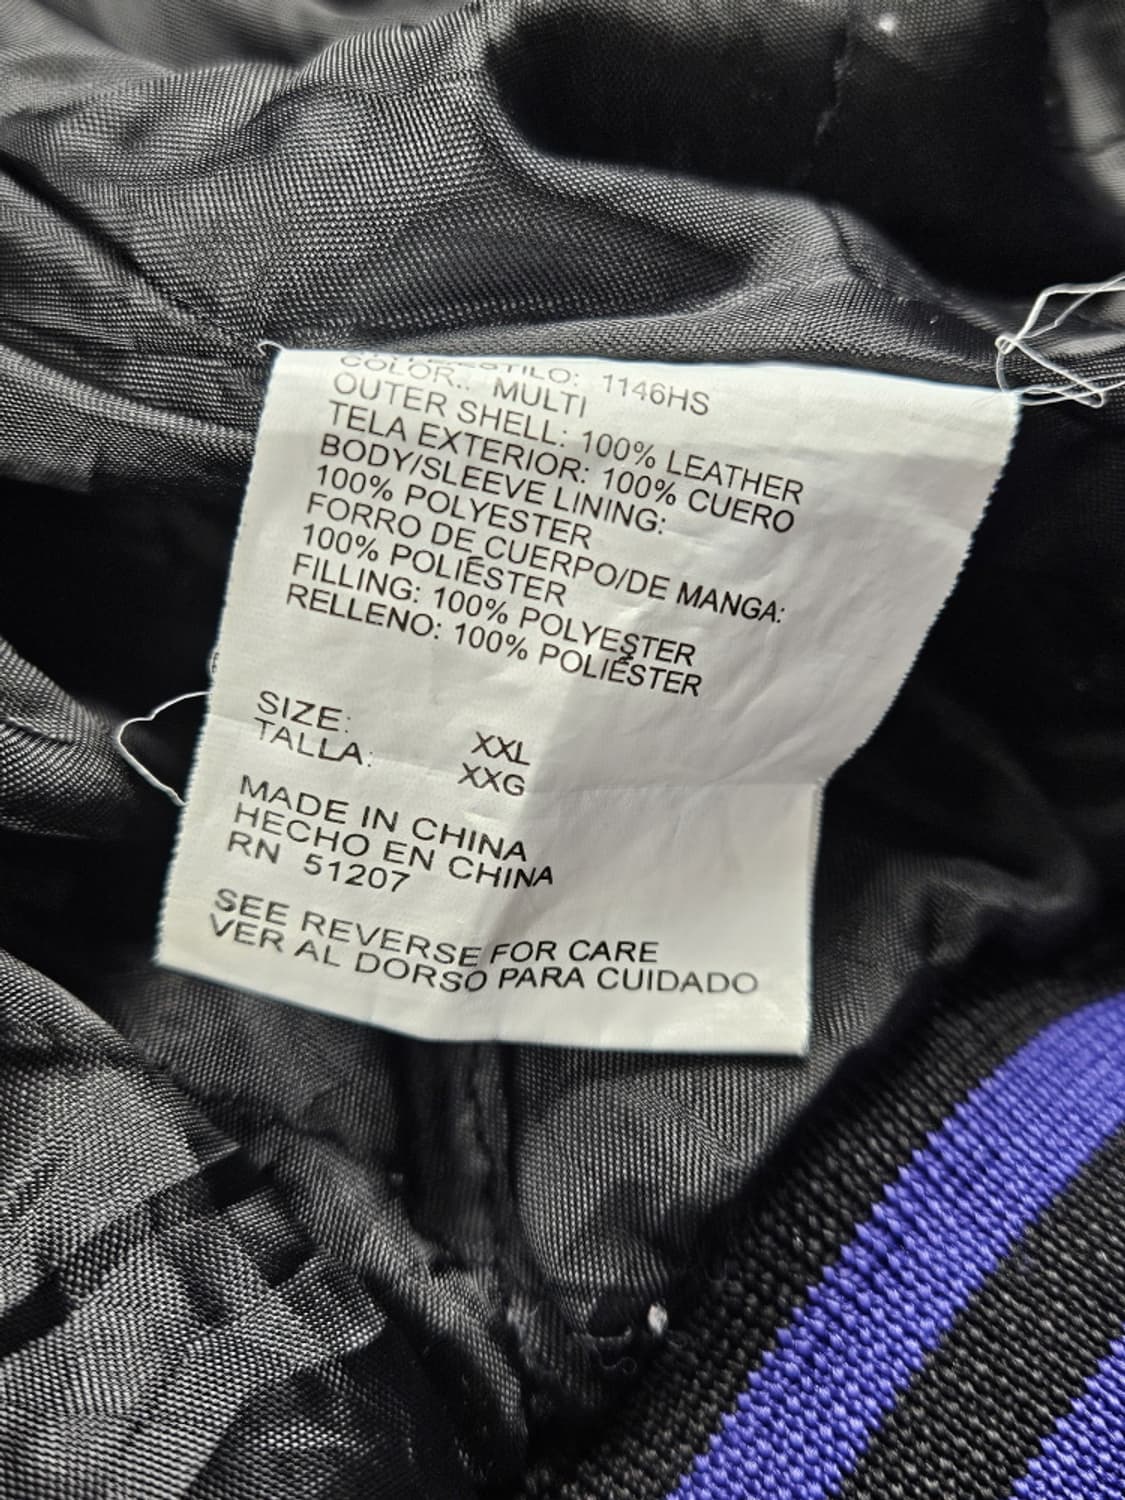 1146HS
COLOR.. MULTI
OUTER SHELL: 100% LEATHER
TELA EXTERIOR: 100% CUERO
BODY/SLEEVE LINING:
100% POLYESTER
FORRO DE CUERPO/DE MANGA:
100% POLIÉSTER
FILLING: 100% POLYESTER
RELLENO: 100% POLIÉSTER
SIZE: XXL
TALLA: XXG
MADE IN CHINA
HECHO EN CHINA
RN 51207
SEE REVERSE FOR CARE
VER AL DORSO PARA CUIDADO